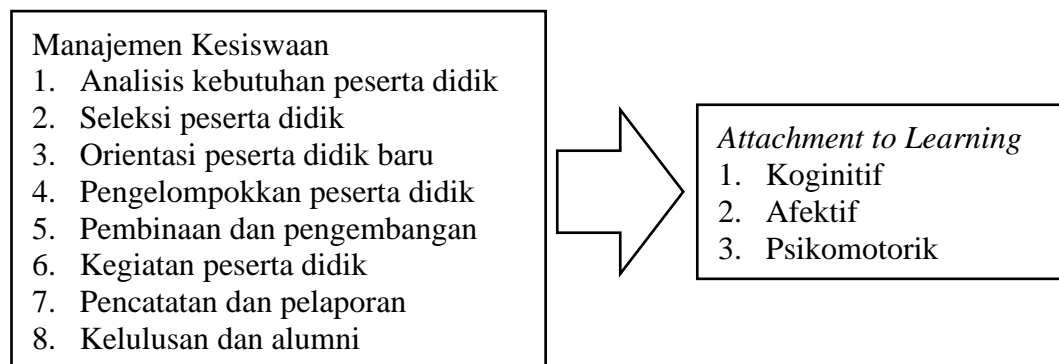 Manajemen Kesiswaan
1. Analisis kebutuhan peserta didik
2. Seleksi peserta didik
3. Orientasi peserta didik baru
4. Pengelompokkan peserta didik
5. Pembinaan dan pengembangan
6. Kegiatan peserta didik
7. Pencatatan dan pelaporan
8. Kelulusan dan alumni
Attachment to Learning
1. Koginitif
2. Afektif
3. Psikomotorik